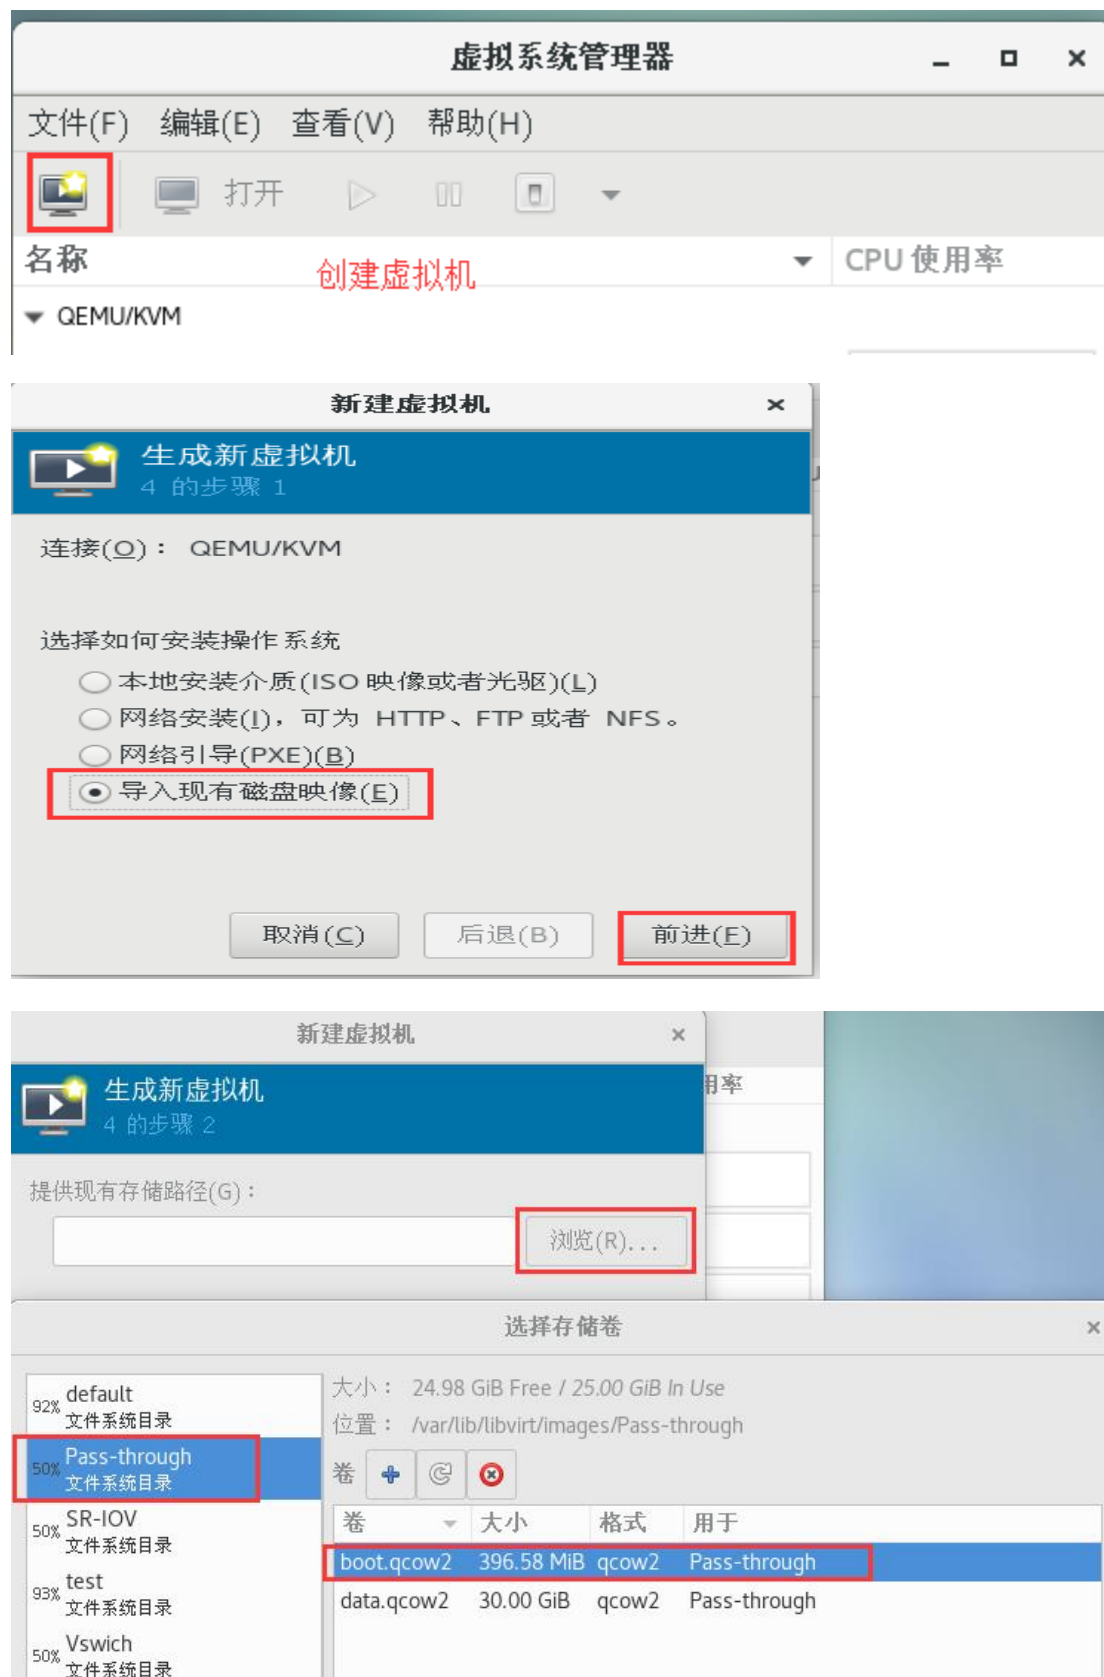 虚拟系统管理器
文件(F) 编辑(E) 查看(V) 帮助(H)
打开
名称 CPU 使用率
创建虚拟机
QEMU/KVM
新建虚拟机
生成新虚拟机
4 的步骤 1
连接(O)： QEMU/KVM
选择如何安装操作系统
本地安装介质(ISO 映像或者光驱)(L)
网络安装(I)，可为 HTTP、FTP 或者 NFS。
网络引导(PXE)(B)
导入现有磁盘映像(E)
取消(C) 后退(B) 前进(F)
新建虚拟机
生成新虚拟机
4 的步骤 2
用率
提供现有存储路径(G)：
浏览(R)...
选择存储卷
92% default
文件系统目录
50% Pass-through
文件系统目录
50% SR-IOV
文件系统目录
93% test
文件系统目录
50% Vswich
文件系统目录
大小： 24.98 GiB Free / 25.00 GiB In Use
位置： /var/lib/libvirt/images/Pass-through
卷
卷 大小 格式 用于
boot.qcow2 396.58 MiB qcow2 Pass-through
data.qcow2 30.00 GiB qcow2 Pass-through